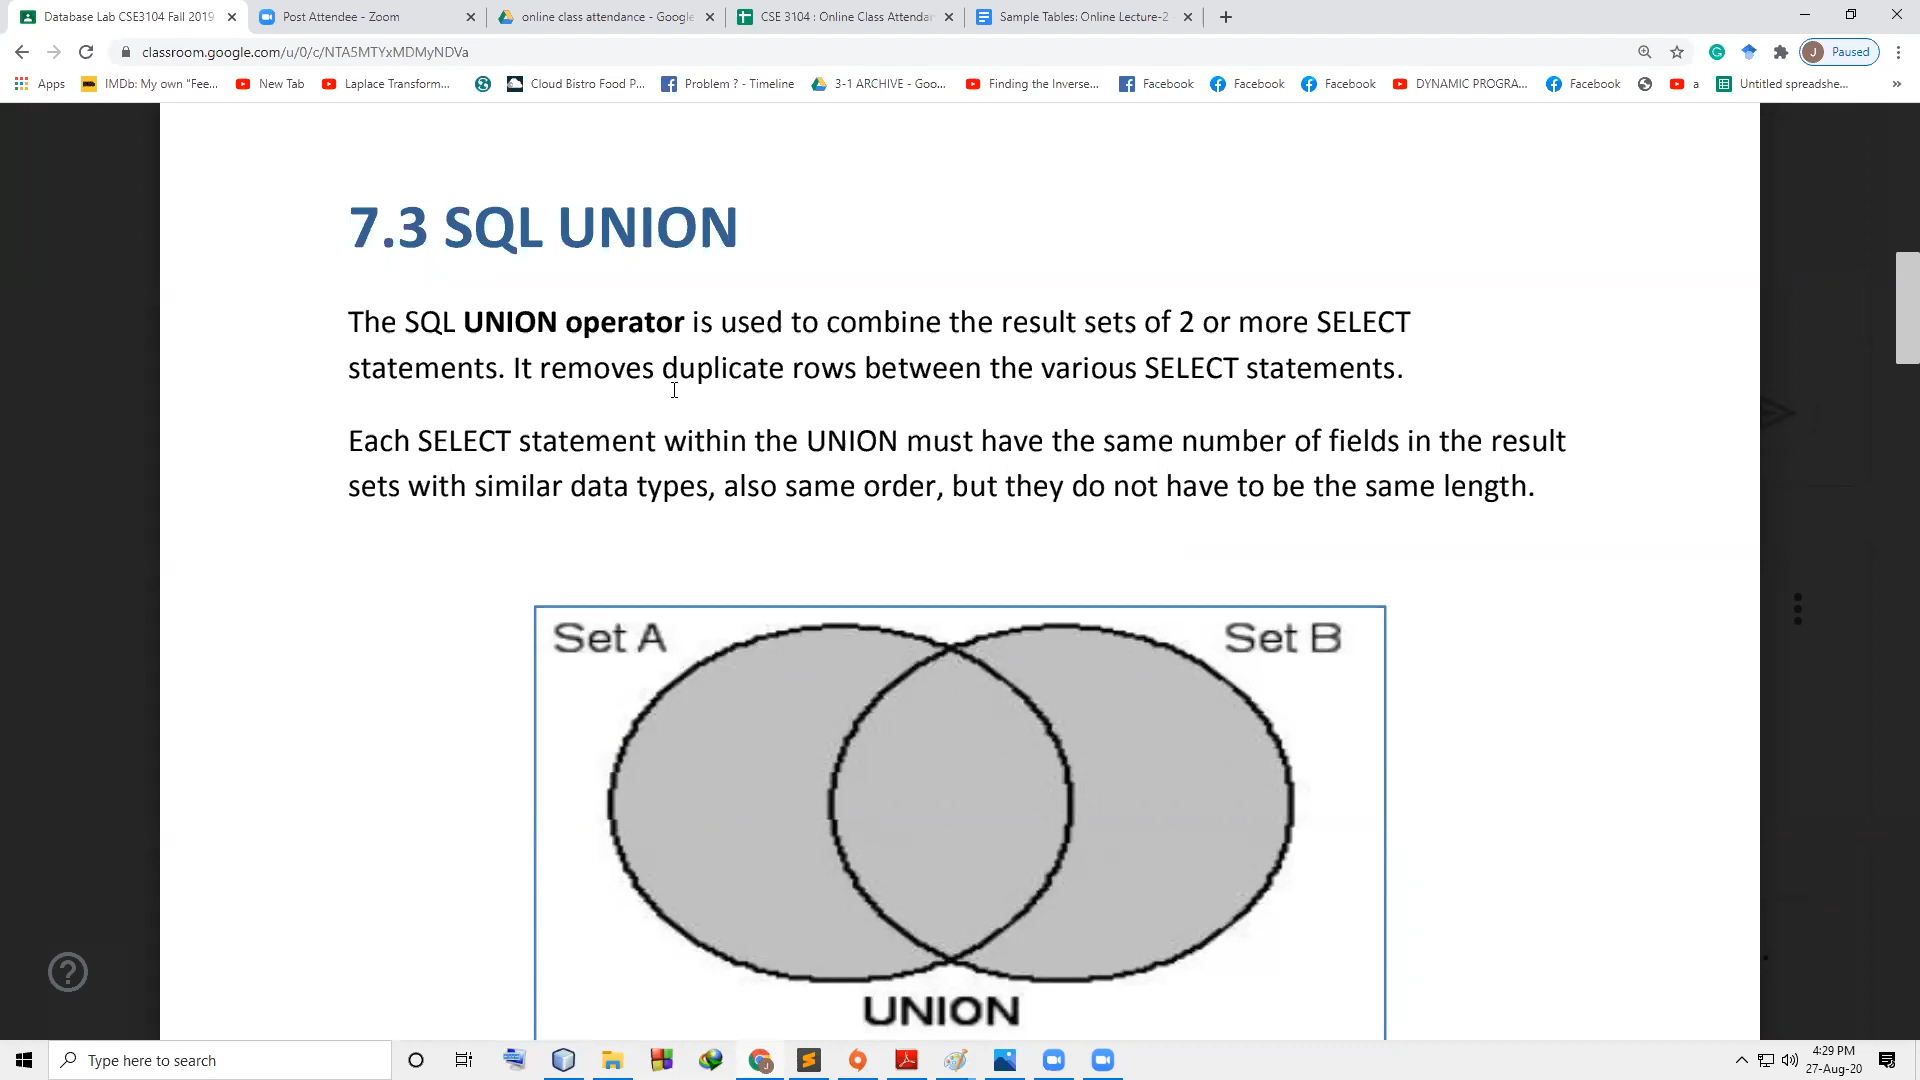 Database Lab CSE3104 Fall 2019
Post Attendee - Zoom
online class attendance - Google
CSE 3104 : Online Class Attendan
Sample Tables: Online Lecture-2
classroom.google.com/u/0/c/NTA5MTYxMDMyNDVa
J Paused
Apps
IMDb: My own "Fee...
New Tab
Laplace Transform...
Cloud Bistro Food P...
Problem ? - Timeline
3-1 ARCHIVE - Goo...
Finding the Inverse...
Facebook
Facebook
Facebook
DYNAMIC PROGRA...
Facebook
a
Untitled spreadshe...
»
7.3 SQL UNION
The SQL UNION operator is used to combine the result sets of 2 or more SELECT
statements. It removes duplicate rows between the various SELECT statements.
Each SELECT statement within the UNION must have the same number of fields in the result
sets with similar data types, also same order, but they do not have to be the same length.
Set A
Set B
UNION
Type here to search
4:29 PM
27-Aug-20